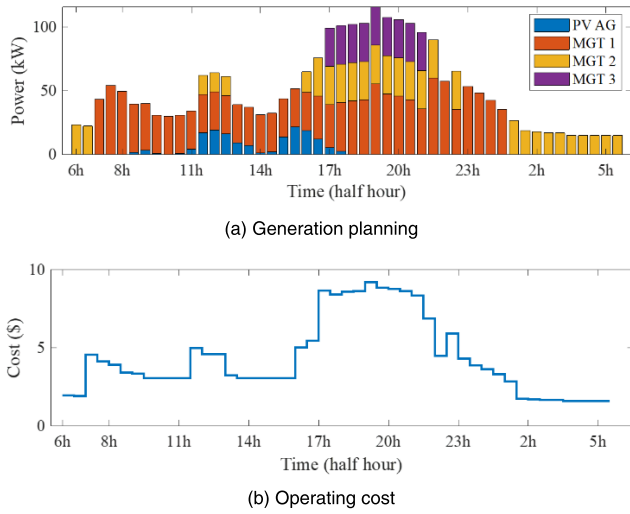 100
50
0
Power (kW)
PV AG
MGT 1
MGT 2
MGT 3
6h 8h 11h 14h 17h 20h 23h 2h 5h
Time (half hour)
(a) Generation planning
10
5
0
Cost ($)
6h 8h 11h 14h 17h 20h 23h 2h 5h
Time (half hour)
(b) Operating cost